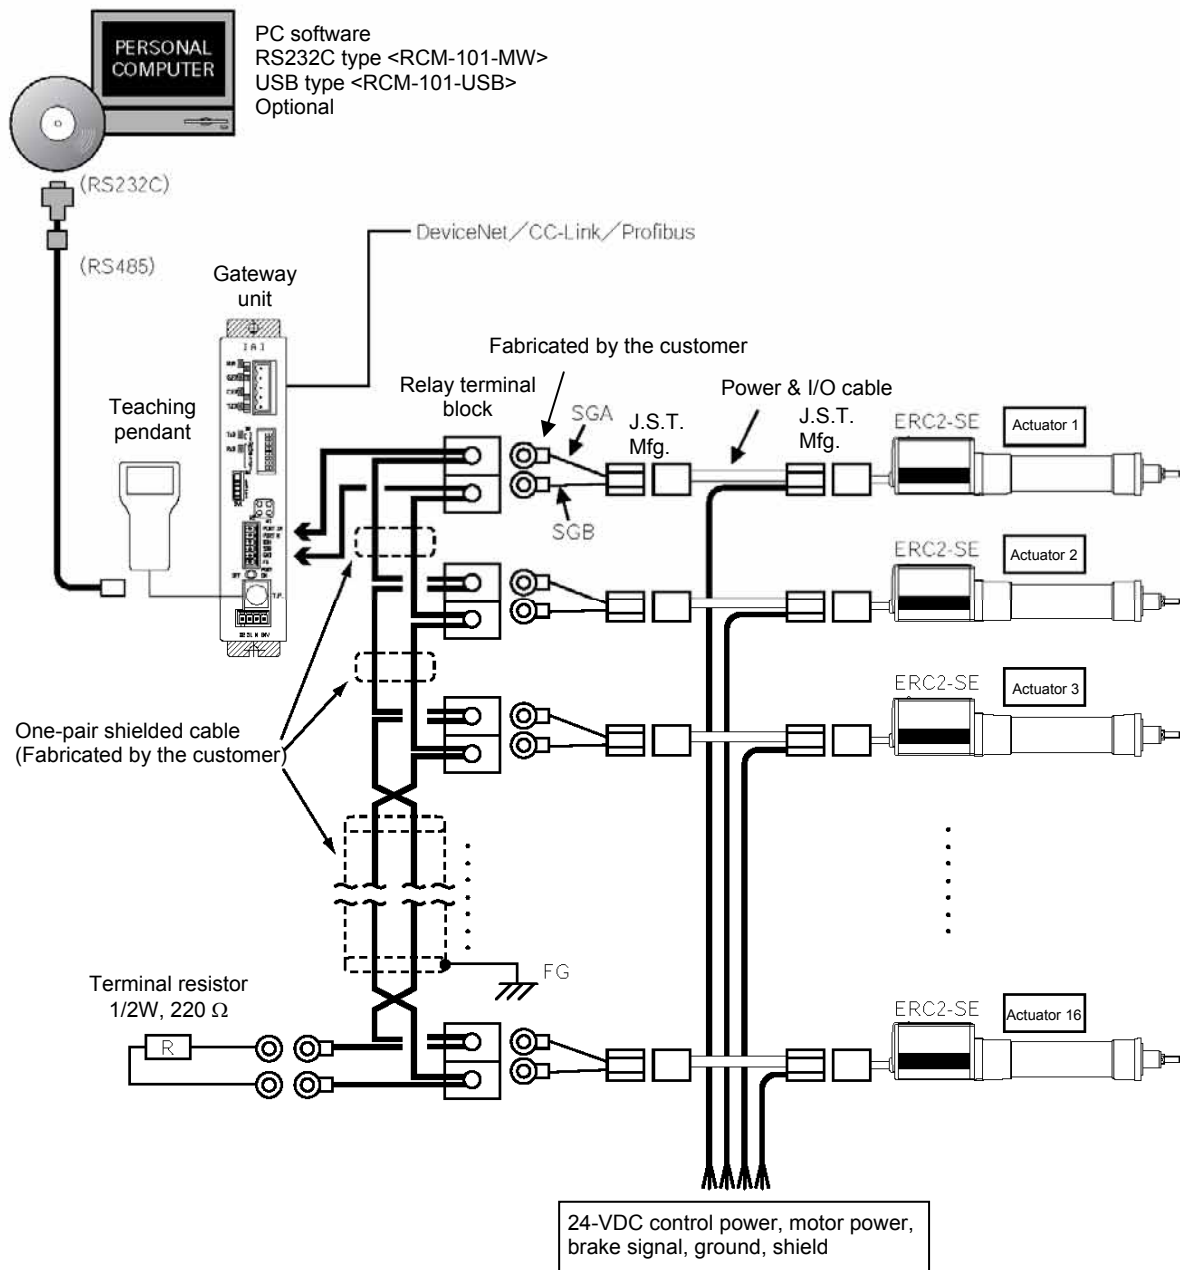 PERSONAL
COMPUTER
PC software
RS232C type <RCM-101-MW>
USB type <RCM-101-USB>
Optional
(RS232C)
(RS485)
DeviceNet／CC-Link／Profibus
Gateway
unit
I A I
Teaching
pendant
T.P.
Fabricated by the customer
Relay terminal
block
SGA
SGB
J.S.T.
Mfg.
Power & I/O cable
J.S.T.
Mfg.
ERC2-SE
Actuator 1
ERC2-SE
Actuator 2
ERC2-SE
Actuator 3
One-pair shielded cable
(Fabricated by the customer)
FG
Terminal resistor
1/2W, 220 Ω
R
ERC2-SE
Actuator 16
24-VDC control power, motor power,
brake signal, ground, shield